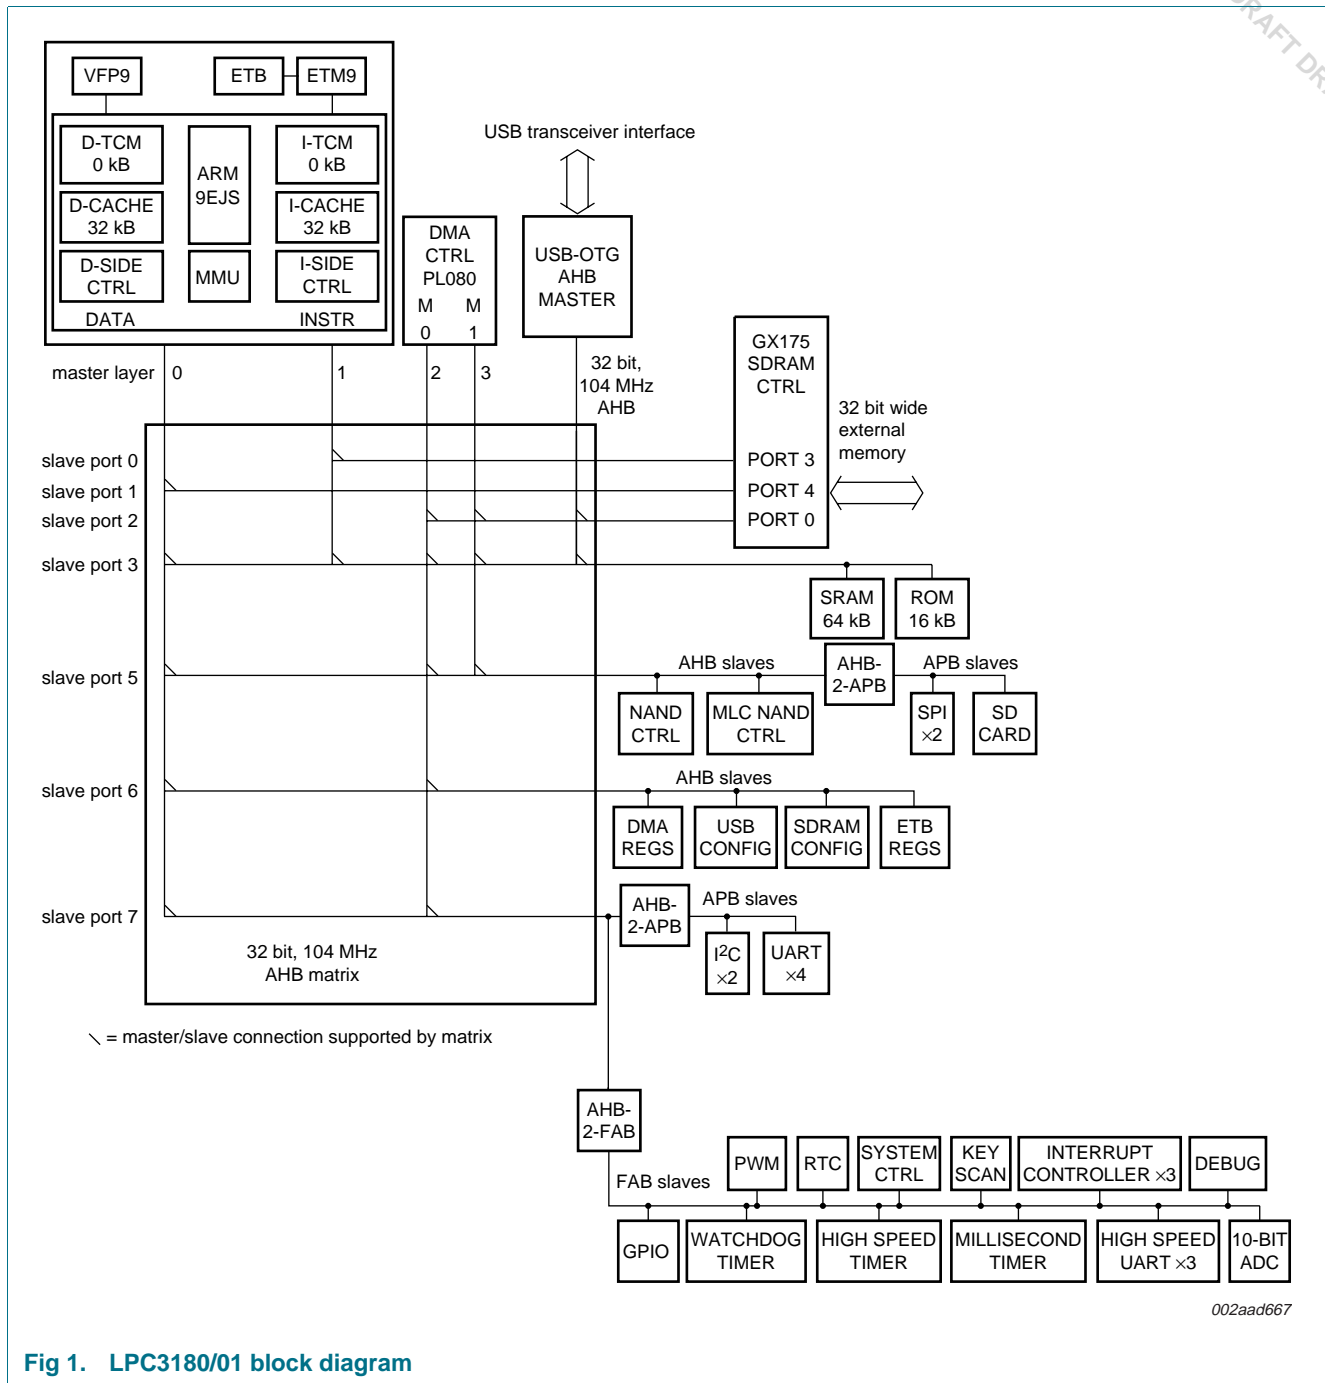 DRAFT DR
VFP9
ETB
ETM9
D-TCM
0 kB
ARM
9EJS
I-TCM
0 kB
D-CACHE
32 kB
I-CACHE
32 kB
D-SIDE
CTRL
MMU
I-SIDE
CTRL
DATA
INSTR
DMA
CTRL
PL080
M
M
0
1
USB transceiver interface
USB-OTG
AHB
MASTER
GX175
SDRAM
CTRL
PORT 3
PORT 4
PORT 0
32 bit wide
external
memory
master layer
0
1
2
3
32 bit,
104 MHz
AHB
slave port 0
slave port 1
slave port 2
slave port 3
SRAM
64 kB
ROM
16 kB
slave port 5
AHB slaves
AHB-
2-APB
APB slaves
NAND
CTRL
MLC NAND
CTRL
SPI
×2
SD
CARD
slave port 6
AHB slaves
DMA
REGS
USB
CONFIG
SDRAM
CONFIG
ETB
REGS
slave port 7
AHB-
2-APB
APB slaves
I2C
×2
UART
×4
32 bit, 104 MHz
AHB matrix
= master/slave connection supported by matrix
AHB-
2-FAB
FAB slaves
PWM
RTC
SYSTEM
CTRL
KEY
SCAN
INTERRUPT
CONTROLLER ×3
DEBUG
GPIO
WATCHDOG
TIMER
HIGH SPEED
TIMER
MILLISECOND
TIMER
HIGH SPEED
UART ×3
10-BIT
ADC
002aad667
Fig 1. LPC3180/01 block diagram